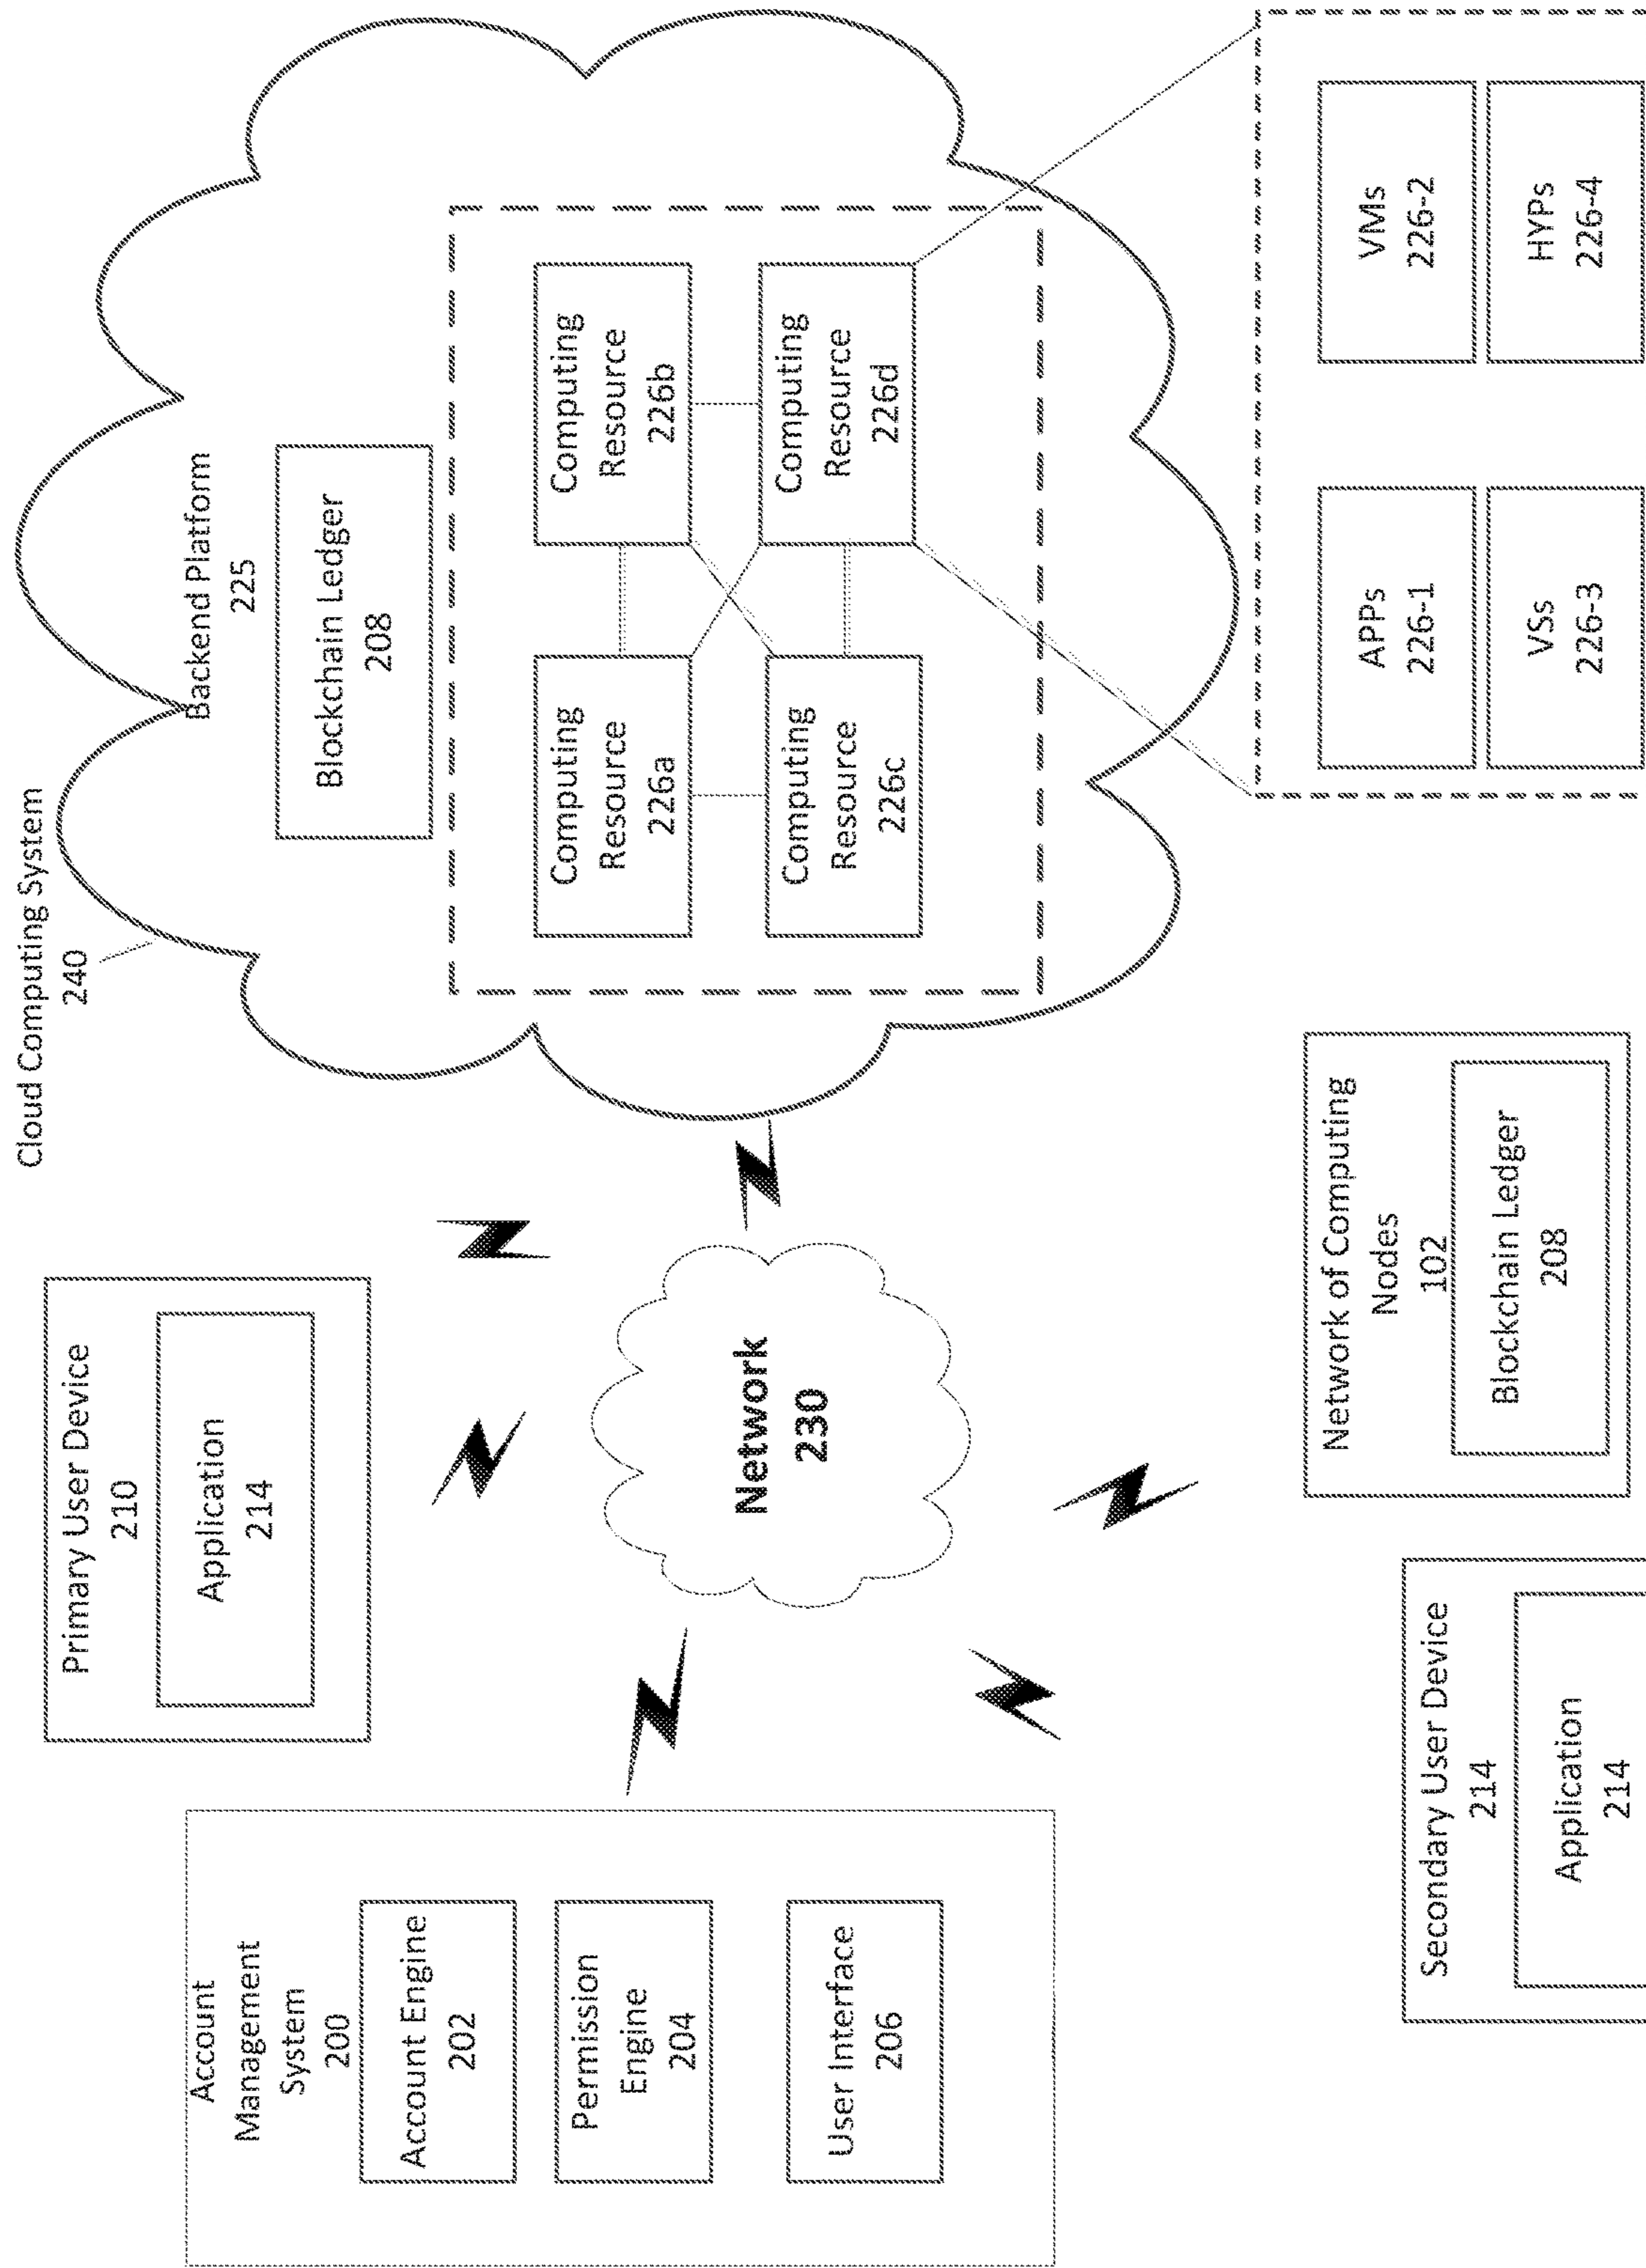 Cloud Computing System
240
Backend Platform
225
Blockchain Ledger
208
Computing
Resource
226a
Computing
Resource
226b
Computing
Resource
226c
Computing
Resource
226d
APPs
226-1
VMs
226-2
VSs
226-3
HYPs
226-4
Primary User Device
210
Application
214
Account
Management
System
200
Account Engine
202
Permission
Engine
204
User Interface
206
Network
230
Network of Computing
Nodes
102
Blockchain Ledger
208
Secondary User Device
214
Application
214